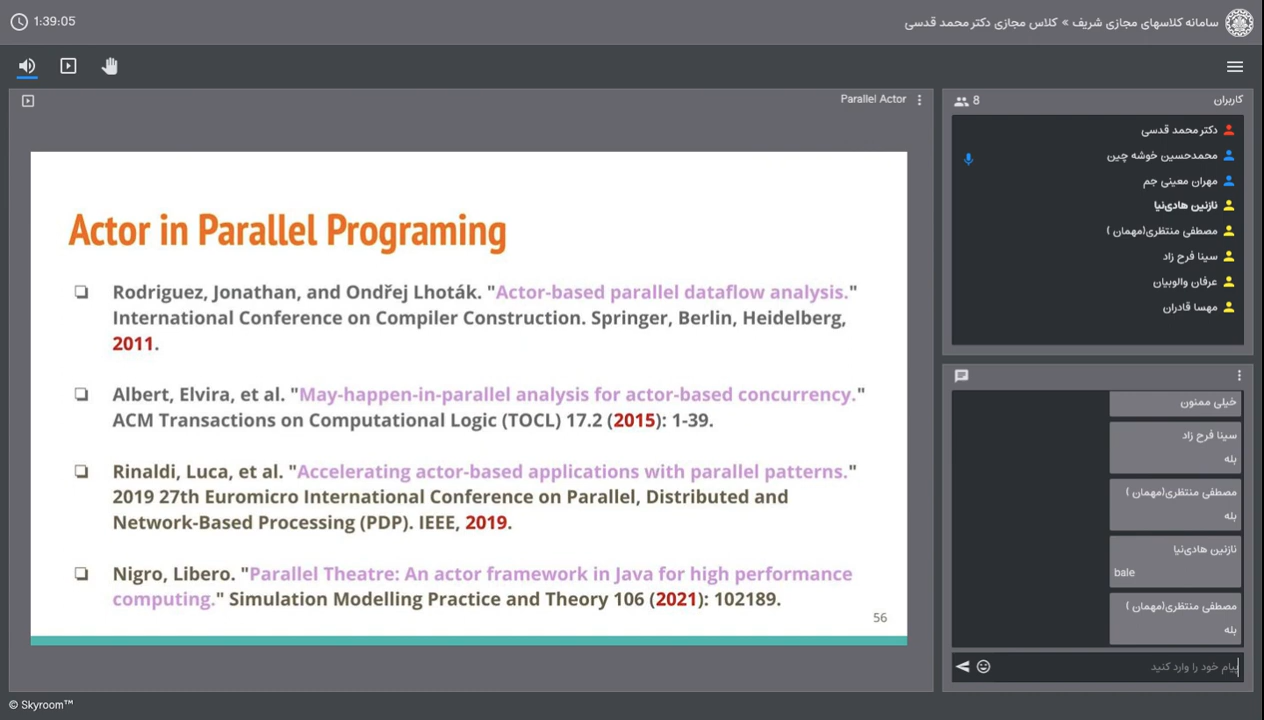 1:39:05
سامانه کلاسهای مجازی شریف » کلاس مجازی دکتر محمد قدسی
Parallel Actor
Actor in Parallel Programing
❏ Rodriguez, Jonathan, and Ondřej Lhoták. "Actor-based parallel dataflow analysis."
International Conference on Compiler Construction. Springer, Berlin, Heidelberg,
2011.
❏ Albert, Elvira, et al. "May-happen-in-parallel analysis for actor-based concurrency."
ACM Transactions on Computational Logic (TOCL) 17.2 (2015): 1-39.
❏ Rinaldi, Luca, et al. "Accelerating actor-based applications with parallel patterns."
2019 27th Euromicro International Conference on Parallel, Distributed and
Network-Based Processing (PDP). IEEE, 2019.
❏ Nigro, Libero. "Parallel Theatre: An actor framework in Java for high performance
computing." Simulation Modelling Practice and Theory 106 (2021): 102189.
56
کاربران 8
دکتر محمد قدسی
محمدحسین خوشه چین
مهران معینی جم
نازنین هادی‌نیا
مصطفی منتظری(مهمان )
سینا فرح زاد
عرفان والوبیان
مهسا قادران
خیلی ممنون
سینا فرح زاد
بله
مصطفی منتظری(مهمان )
بله
نازنین هادی‌نیا
bale
مصطفی منتظری(مهمان )
بله
پیام خود را وارد کنید
© Skyroom™